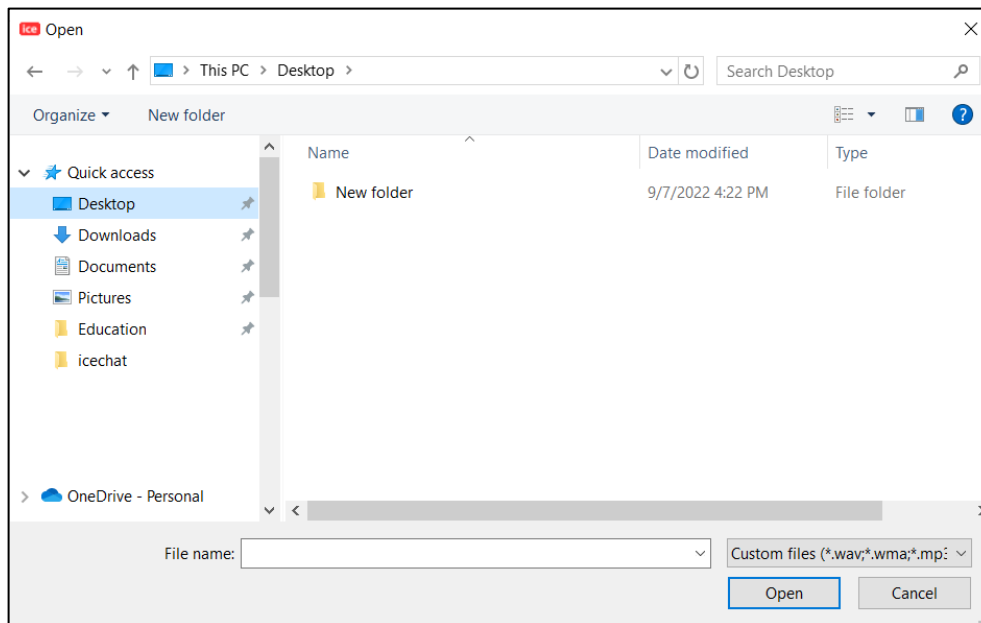 ice Open
This PC > Desktop >
Search Desktop
Organize
New folder
?
Name
Date modified
Type
Quick access
New folder
9/7/2022 4:22 PM
File folder
Desktop
Downloads
Documents
Pictures
Education
icechat
OneDrive - Personal
File name:
Custom files (*.wav;*.wma;*.mp3
Open
Cancel